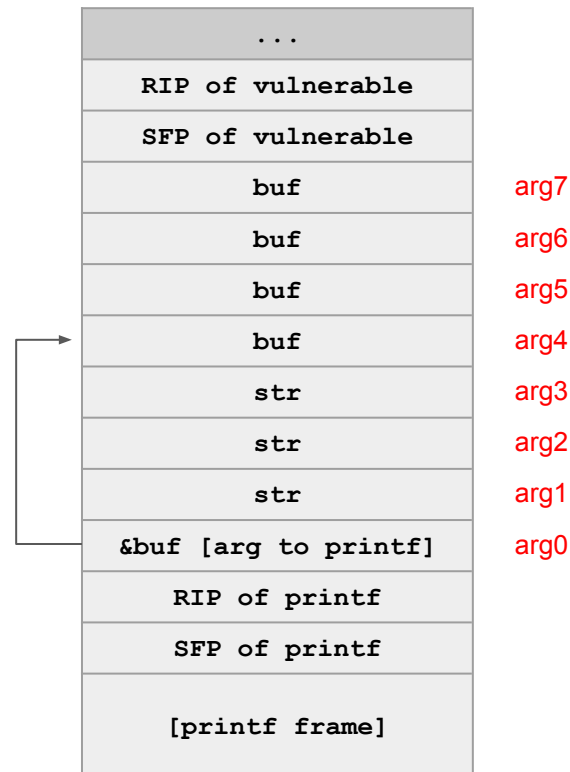 ...
RIP of vulnerable
SFP of vulnerable
buf arg7
buf arg6
buf arg5
buf arg4
str arg3
str arg2
str arg1
&buf [arg to printf] arg0
RIP of printf
SFP of printf
[printf frame]